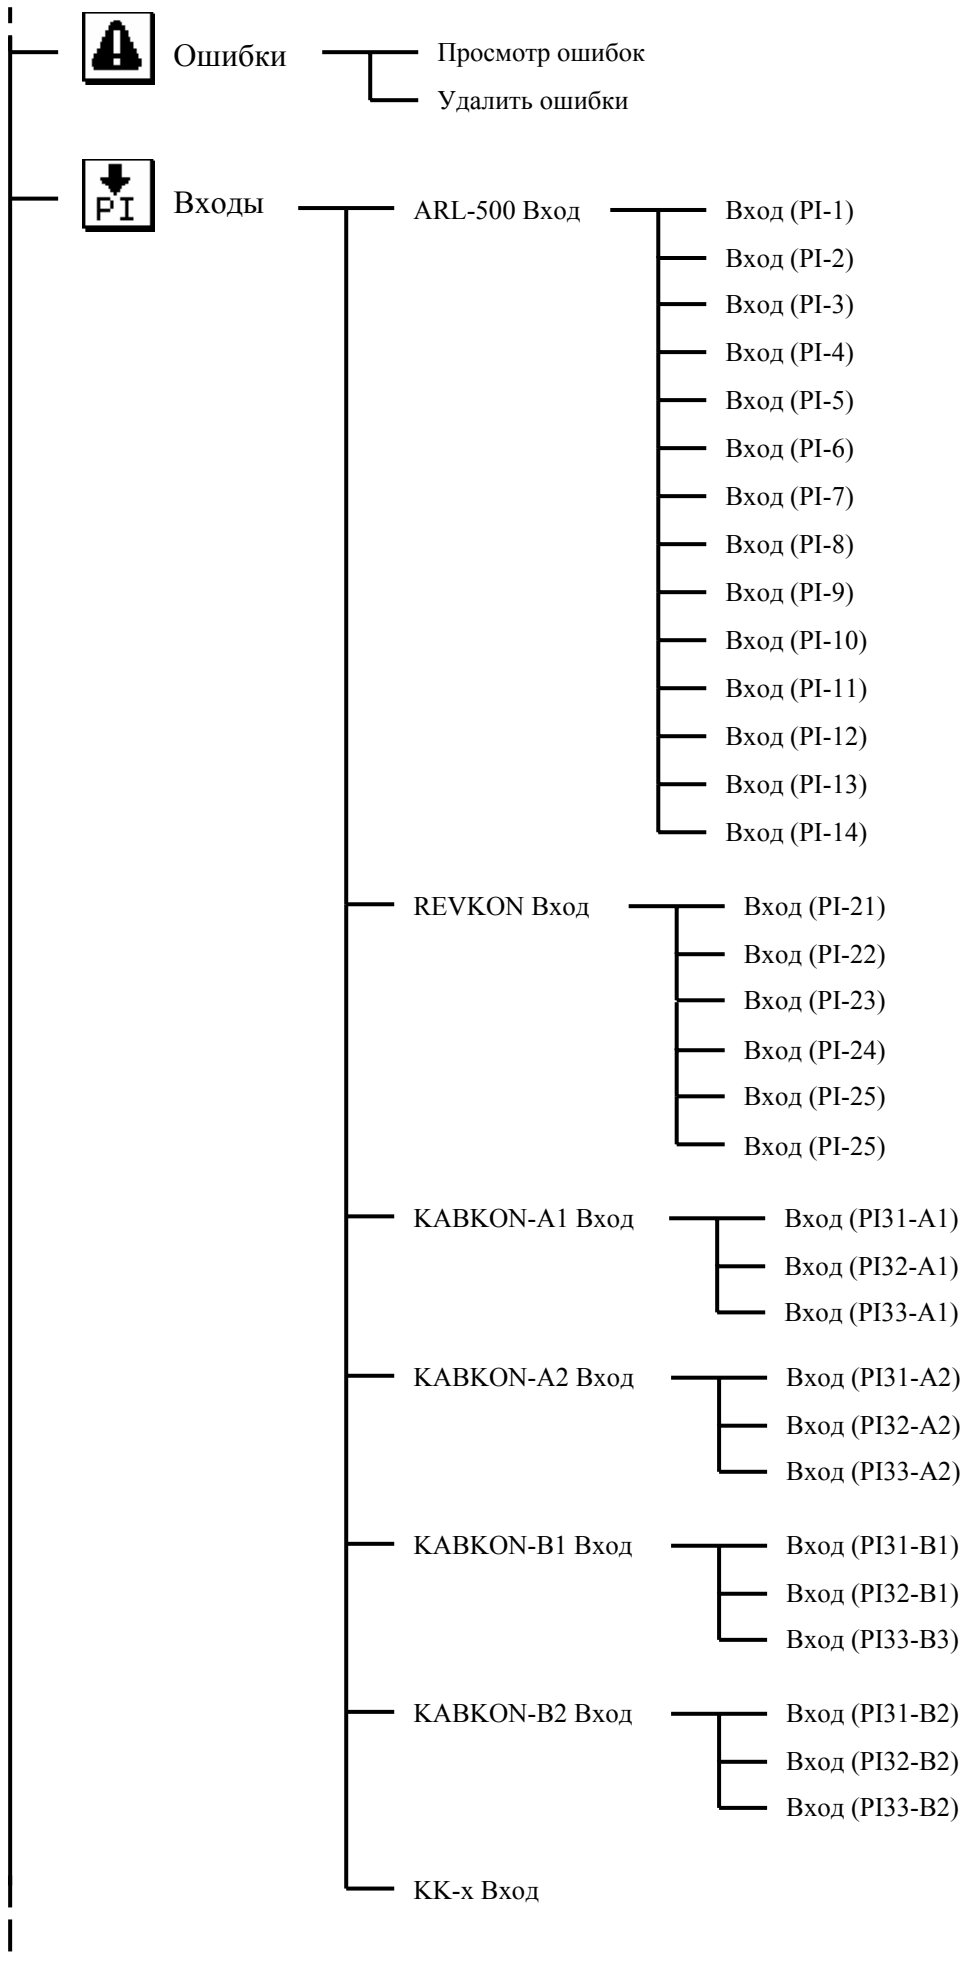 Ошибки
Просмотр ошибок
Удалить ошибки
PI
Входы
ARL-500 Вход
Вход (PI-1)
Вход (PI-2)
Вход (PI-3)
Вход (PI-4)
Вход (PI-5)
Вход (PI-6)
Вход (PI-7)
Вход (PI-8)
Вход (PI-9)
Вход (PI-10)
Вход (PI-11)
Вход (PI-12)
Вход (PI-13)
Вход (PI-14)
REVKON Вход
Вход (PI-21)
Вход (PI-22)
Вход (PI-23)
Вход (PI-24)
Вход (PI-25)
Вход (PI-25)
KABKON-A1 Вход
Вход (PI31-A1)
Вход (PI32-A1)
Вход (PI33-A1)
KABKON-A2 Вход
Вход (PI31-A2)
Вход (PI32-A2)
Вход (PI33-A2)
KABKON-B1 Вход
Вход (PI31-B1)
Вход (PI32-B1)
Вход (PI33-B3)
KABKON-B2 Вход
Вход (PI31-B2)
Вход (PI32-B2)
Вход (PI33-B2)
KK-x Вход